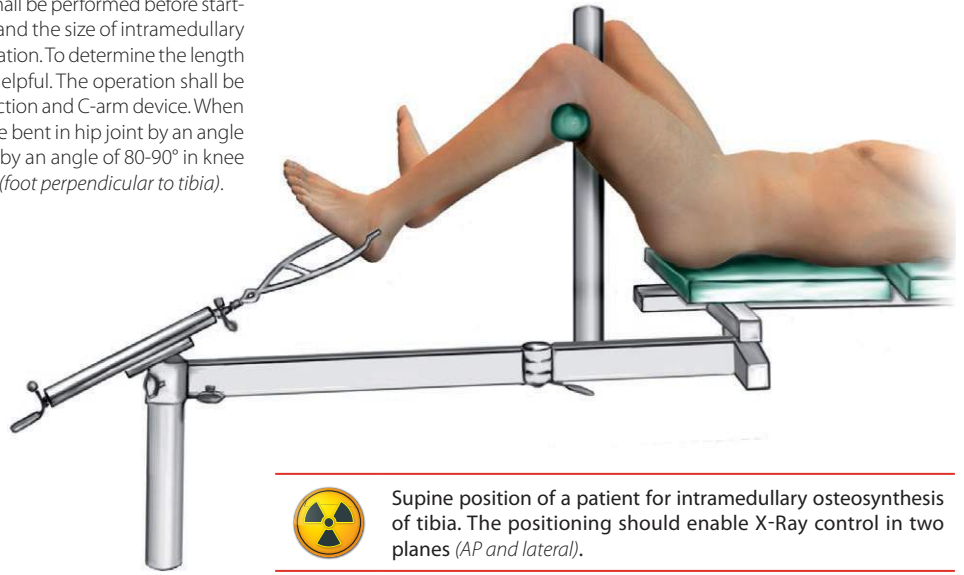 all be performed before start-
and the size of intramedullary
ation. To determine the length
elpful. The operation shall be
ction and C-arm device. When
e bent in hip joint by an angle
by an angle of 80-90° in knee
(foot perpendicular to tibia).
Supine position of a patient for intramedullary osteosynthesis
of tibia. The positioning should enable X-Ray control in two
planes (AP and lateral).